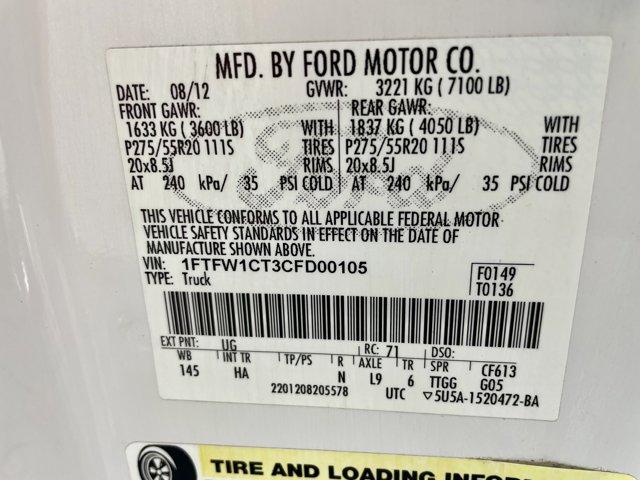 MFD. BY FORD MOTOR CO.
DATE: 08/12 GVWR: 3221 KG ( 7100 LB)
FRONT GAWR: REAR GAWR:
1633 KG ( 3600 LB) WITH 1837 KG ( 4050 LB) WITH
P275/55R20 111S TIRES P275/55R20 111S TIRES
20x8.5J RIMS 20x8.5J RIMS
AT 240 kPa/ 35 PSI COLD AT 240 kPa/ 35 PSI COLD
Ford
THIS VEHICLE CONFORMS TO ALL APPLICABLE FEDERAL MOTOR
VEHICLE SAFETY STANDARDS IN EFFECT ON THE DATE OF
MANUFACTURE SHOWN ABOVE.
VIN: 1FTFW1CT3CFD00105
TYPE: Truck
F0149
T0136
EXT PNT: UG RC: 71 DSO:
WB INT TR TP/PS R AXLE TR SPR CF613
145 HA N L9 6 TTGG G05
2201208205578 UTC ▽5U5A-1520472-BA
TIRE AND LOADING INFOR